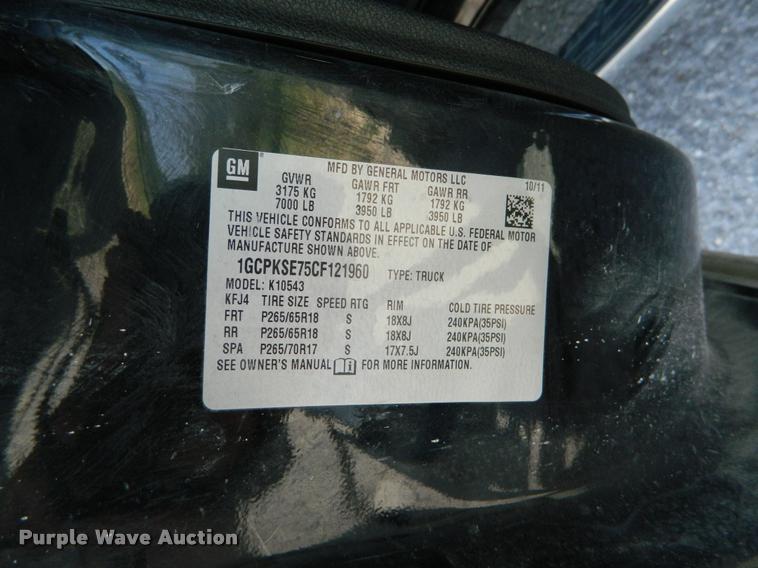 GM
MFD BY GENERAL MOTORS LLC
10/11
GVWR GAWR FRT GAWR RR
3175 KG 1792 KG 1792 KG
7000 LB 3950 LB 3950 LB
THIS VEHICLE CONFORMS TO ALL APPLICABLE U.S. FEDERAL MOTOR
VEHICLE SAFETY STANDARDS IN EFFECT ON THE DATE OF
MANUFACTURE SHOWN ABOVE.
1GCPKSE75CF121960 TYPE: TRUCK
MODEL: K10543
KFJ4 TIRE SIZE SPEED RTG RIM COLD TIRE PRESSURE
FRT P265/65R18 S 18X8J 240KPA(35PSI)
RR P265/65R18 S 18X8J 240KPA(35PSI)
SPA P265/70R17 S 17X7.5J 240KPA(35PSI)
SEE OWNER'S MANUAL FOR MORE INFORMATION.
Purple Wave Auction